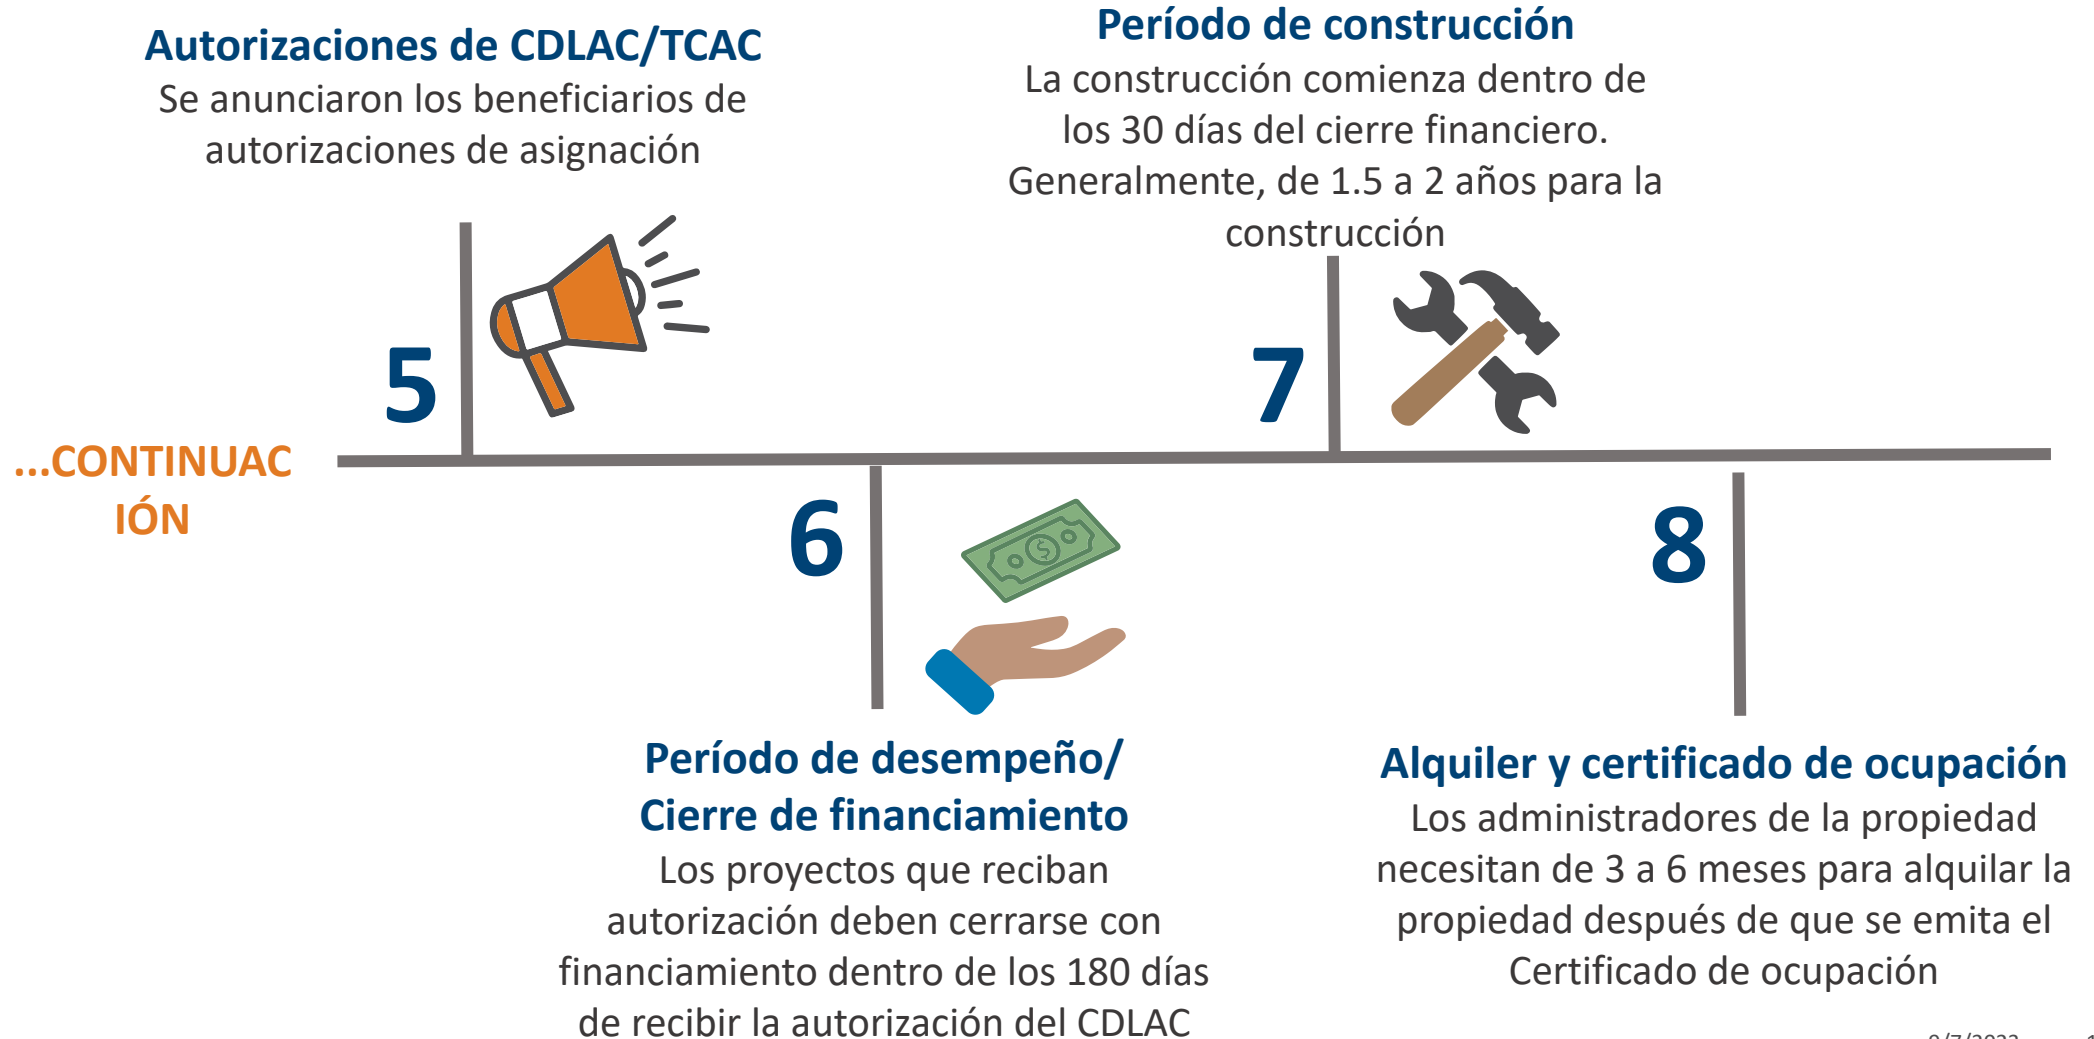 Autorizaciones de CDLAC/TCAC
Se anunciaron los beneficiarios de
autorizaciones de asignación
5
Período de construcción
La construcción comienza dentro de
los 30 días del cierre financiero.
Generalmente, de 1.5 a 2 años para la
construcción
7
...CONTINUAC
IÓN
6
Período de desempeño/
Cierre de financiamiento
Los proyectos que reciban
autorización deben cerrarse con
financiamiento dentro de los 180 días
de recibir la autorización del CDLAC
8
Alquiler y certificado de ocupación
Los administradores de la propiedad
necesitan de 3 a 6 meses para alquilar la
propiedad después de que se emita el
Certificado de ocupación